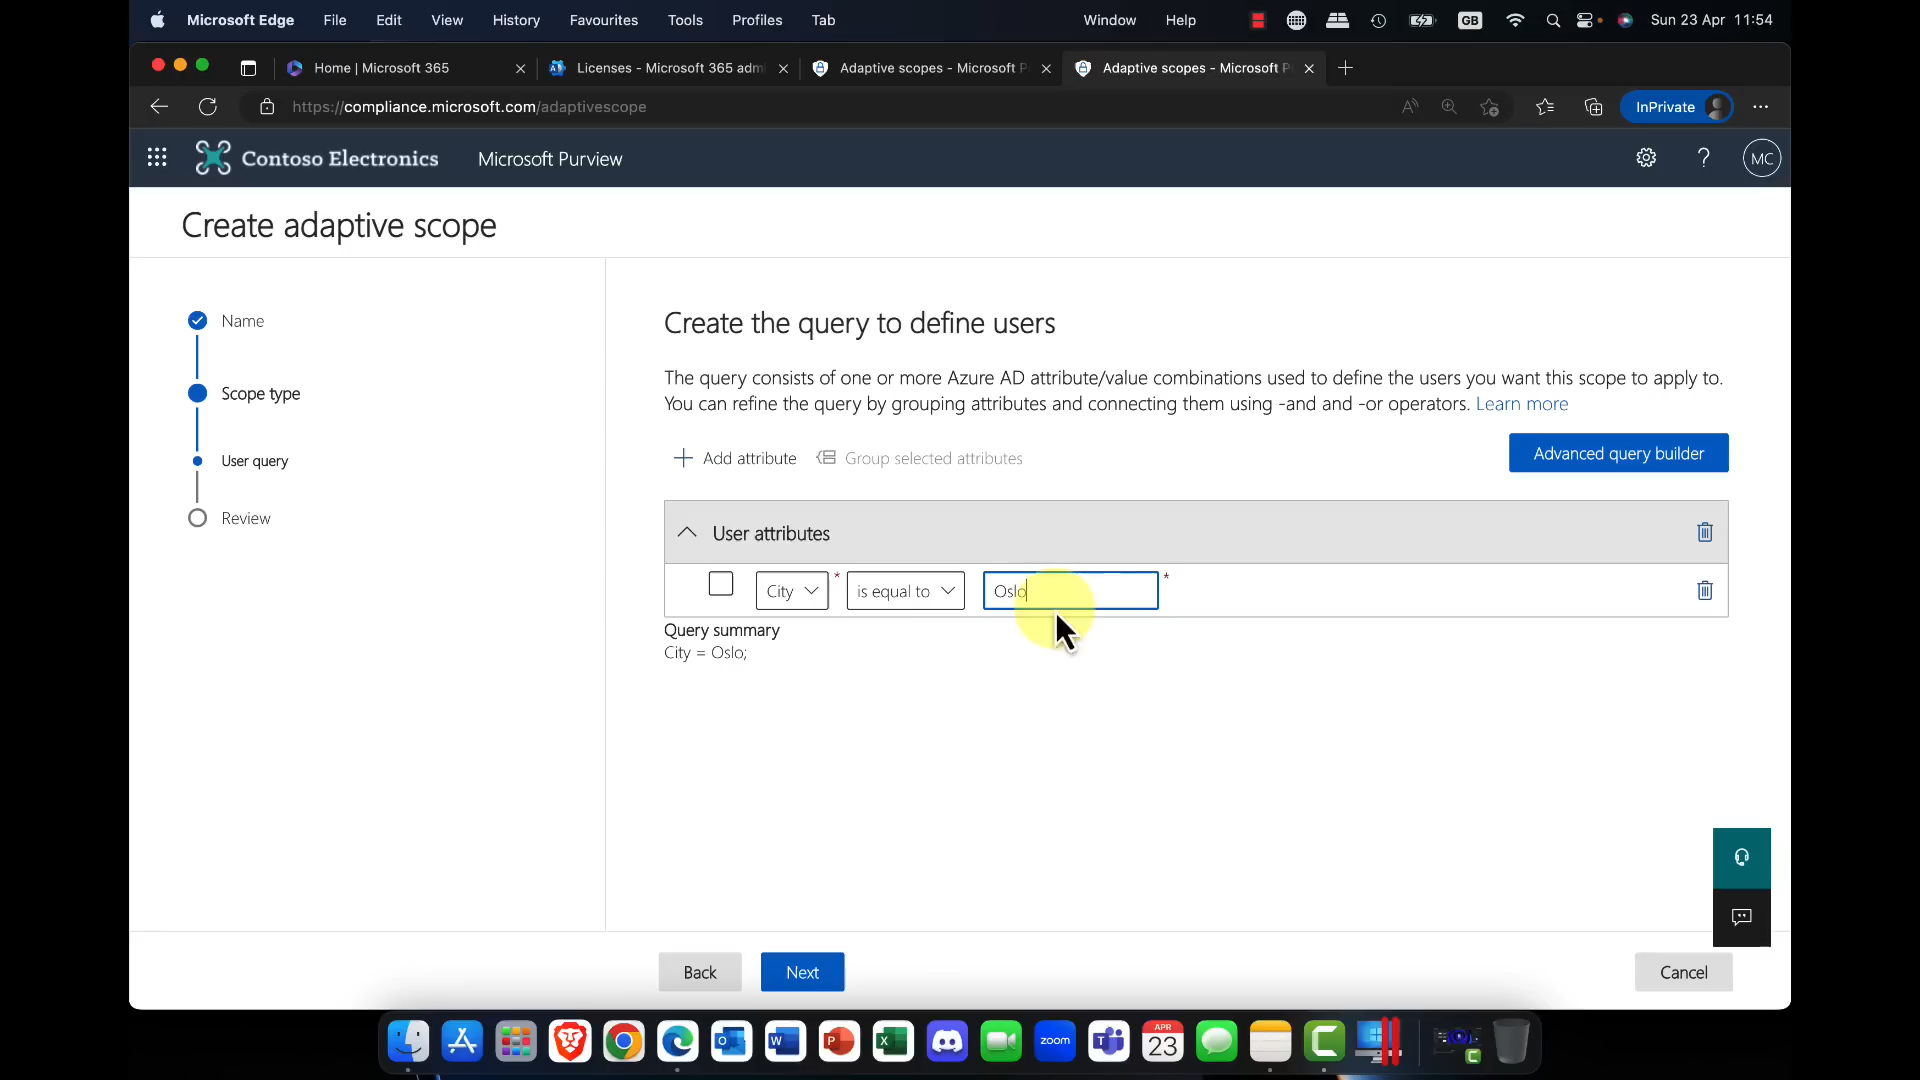 Microsoft Edge File Edit View History Favourites Tools Profiles Tab Window Help GB Sun 23 Apr 11:54
Home | Microsoft 365
Licenses - Microsoft 365 adm
Adaptive scopes - Microsoft P
Adaptive scopes - Microsoft P
https://compliance.microsoft.com/adaptivescope
InPrivate
Contoso Electronics
Microsoft Purview
MC
Create adaptive scope
Name
Scope type
User query
Review
Create the query to define users
The query consists of one or more Azure AD attribute/value combinations used to define the users you want this scope to apply to.
You can refine the query by grouping attributes and connecting them using -and and -or operators. Learn more
Add attribute
Group selected attributes
Advanced query builder
User attributes
City * is equal to Oslo *
Query summary
City = Oslo;
Back
Next
Cancel
zoom
APR
23